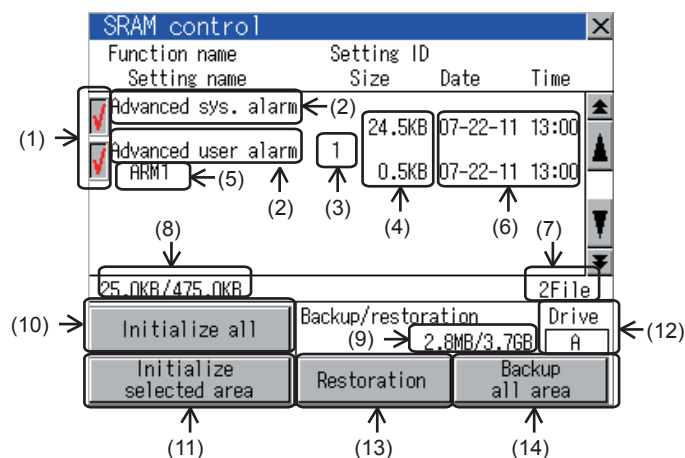 SRAM control
Function name Setting ID
Setting name Size Date Time
Advanced sys. alarm (2)
(1) 24.5KB 07-22-11 13:00
Advanced user alarm 1
ARM1 (5) 0.5KB 07-22-11 13:00
(2) (3) (4) (6) (7)
(8)
25.0KB/475.0KB 2File
(10) Initialize all Backup/restoration Drive (12)
(9) 2.8MB/3.7GB A
Initialize selected area Restoration Backup all area
(11) (13) (14)